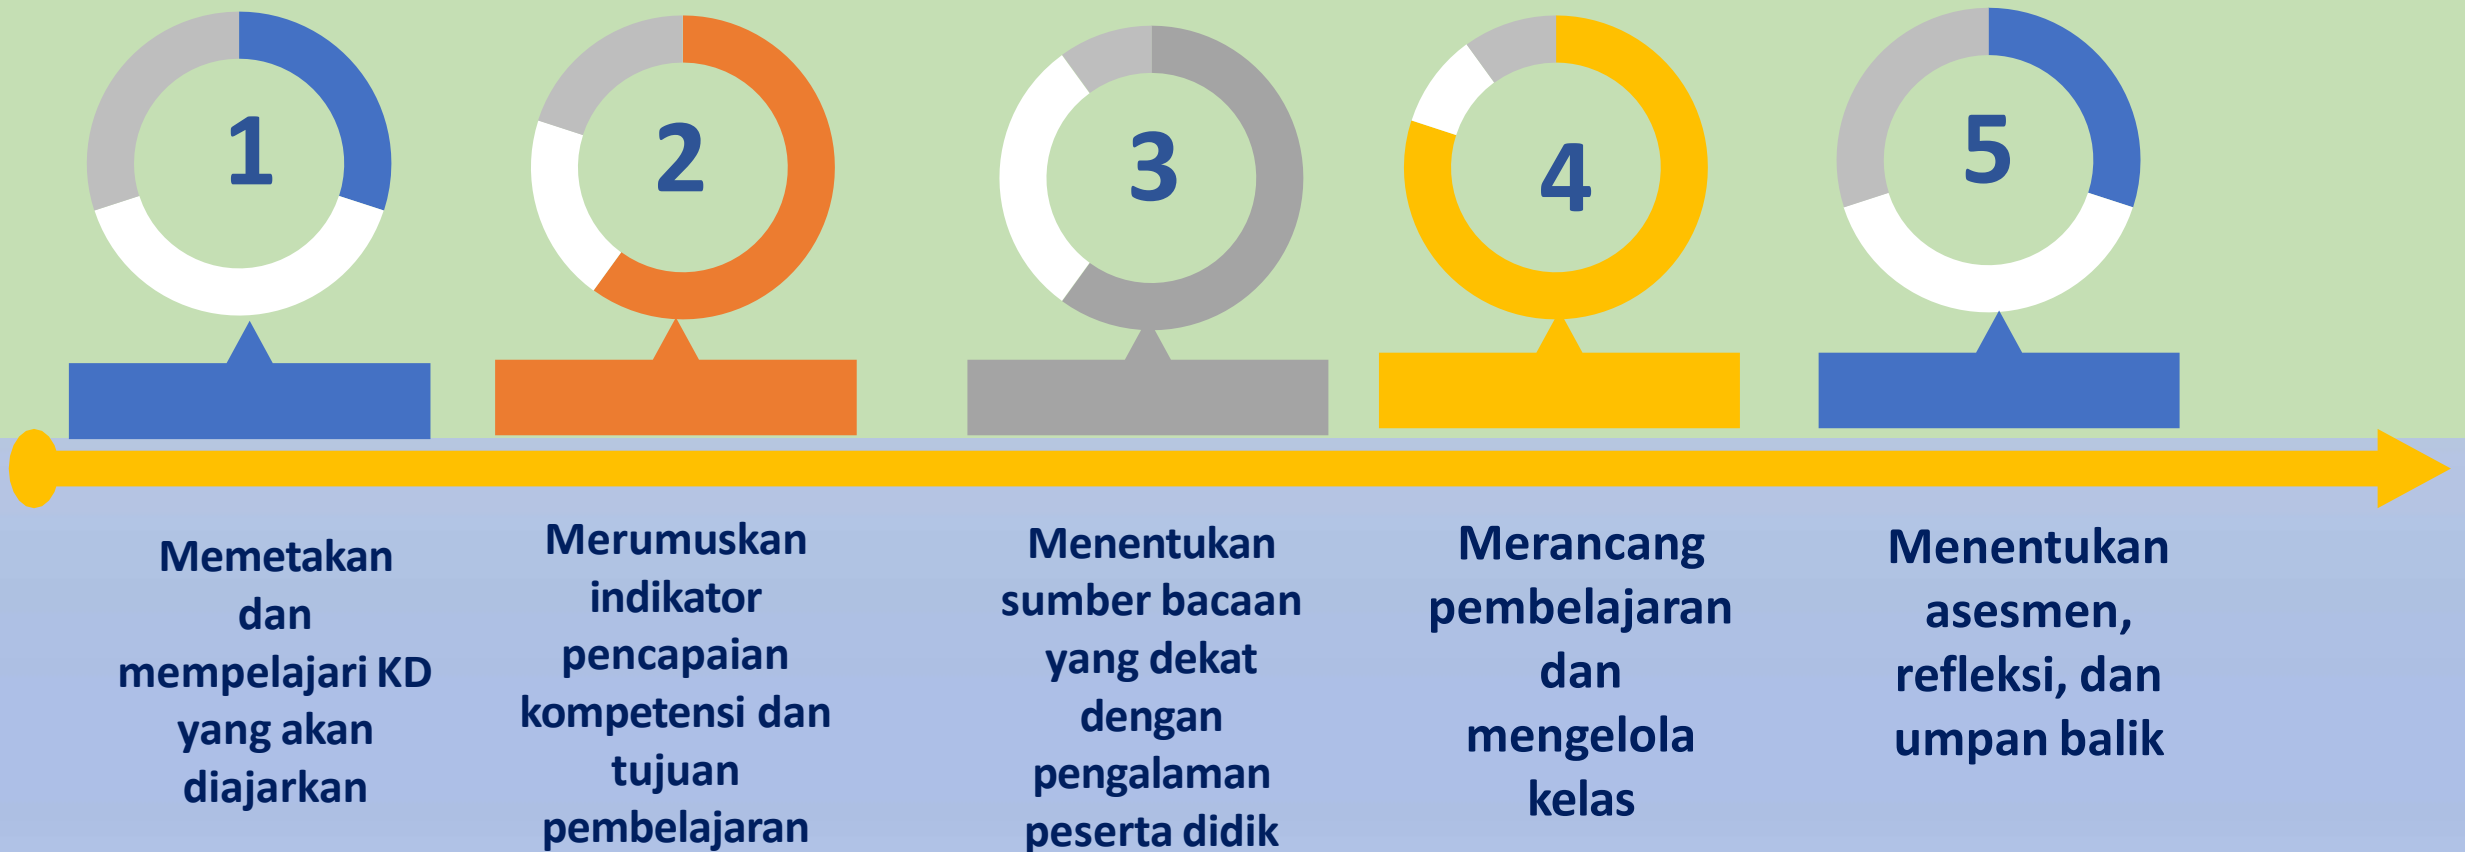 1
Memetakan
dan
mempelajari KD
yang akan
diajarkan
2
Merumuskan
indikator
pencapaian
kompetensi dan
tujuan
pembelajaran
3
Menentukan
sumber bacaan
yang dekat
dengan
pengalaman
peserta didik
4
Merancang
pembelajaran
dan
mengelola
kelas
5
Menentukan
asesmen,
refleksi, dan
umpan balik